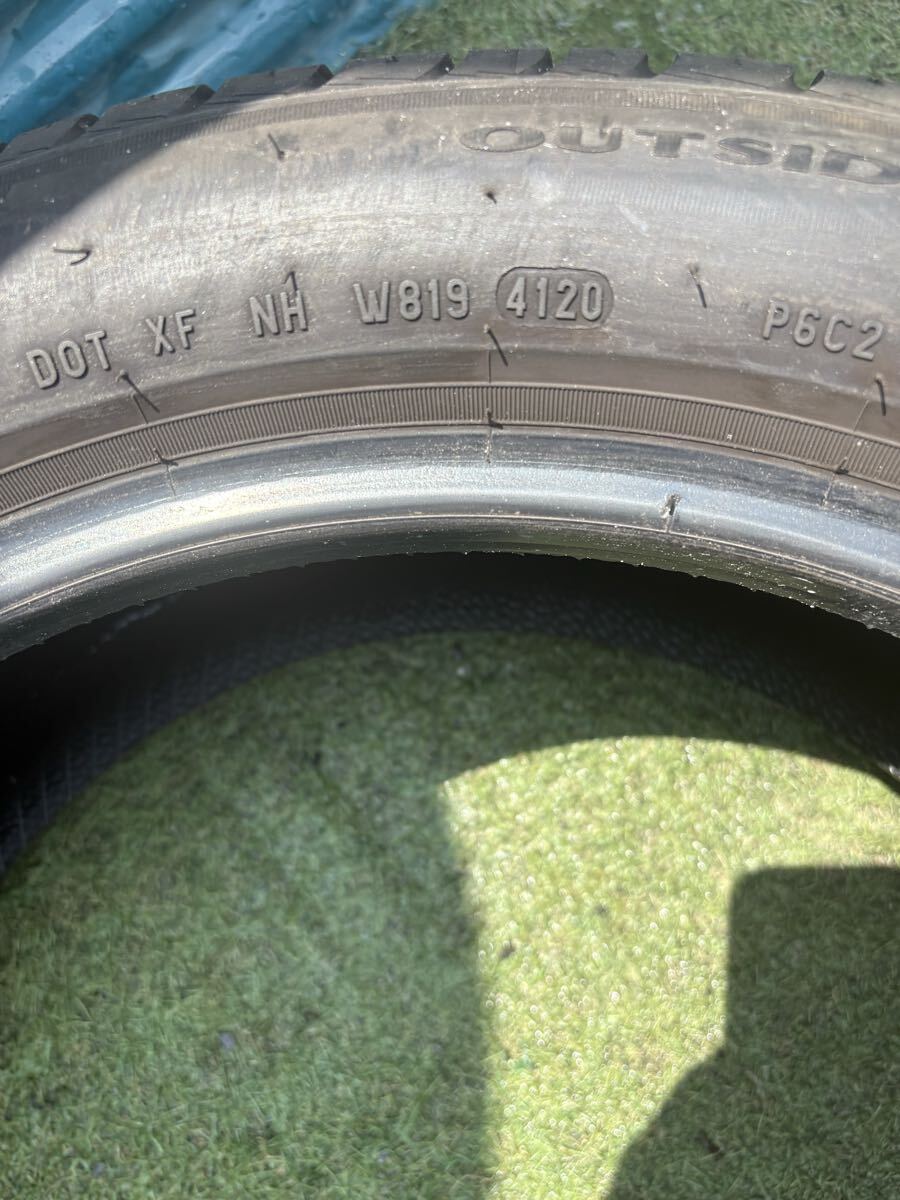 OUTSID
DOT XF NH W819 4120 P6C2